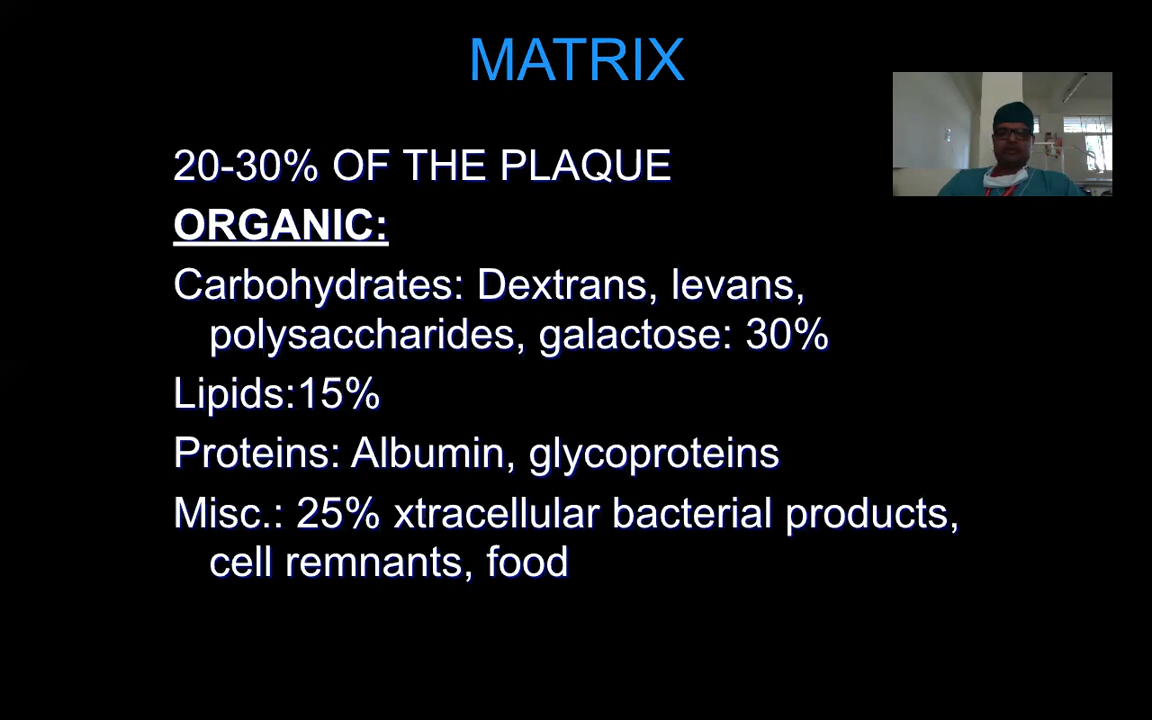 MATRIX
20-30% OF THE PLAQUE
ORGANIC:
Carbohydrates: Dextrans, levans,
polysaccharides, galactose: 30%
Lipids:15%
Proteins: Albumin, glycoproteins
Misc.: 25% xtracellular bacterial products,
cell remnants, food